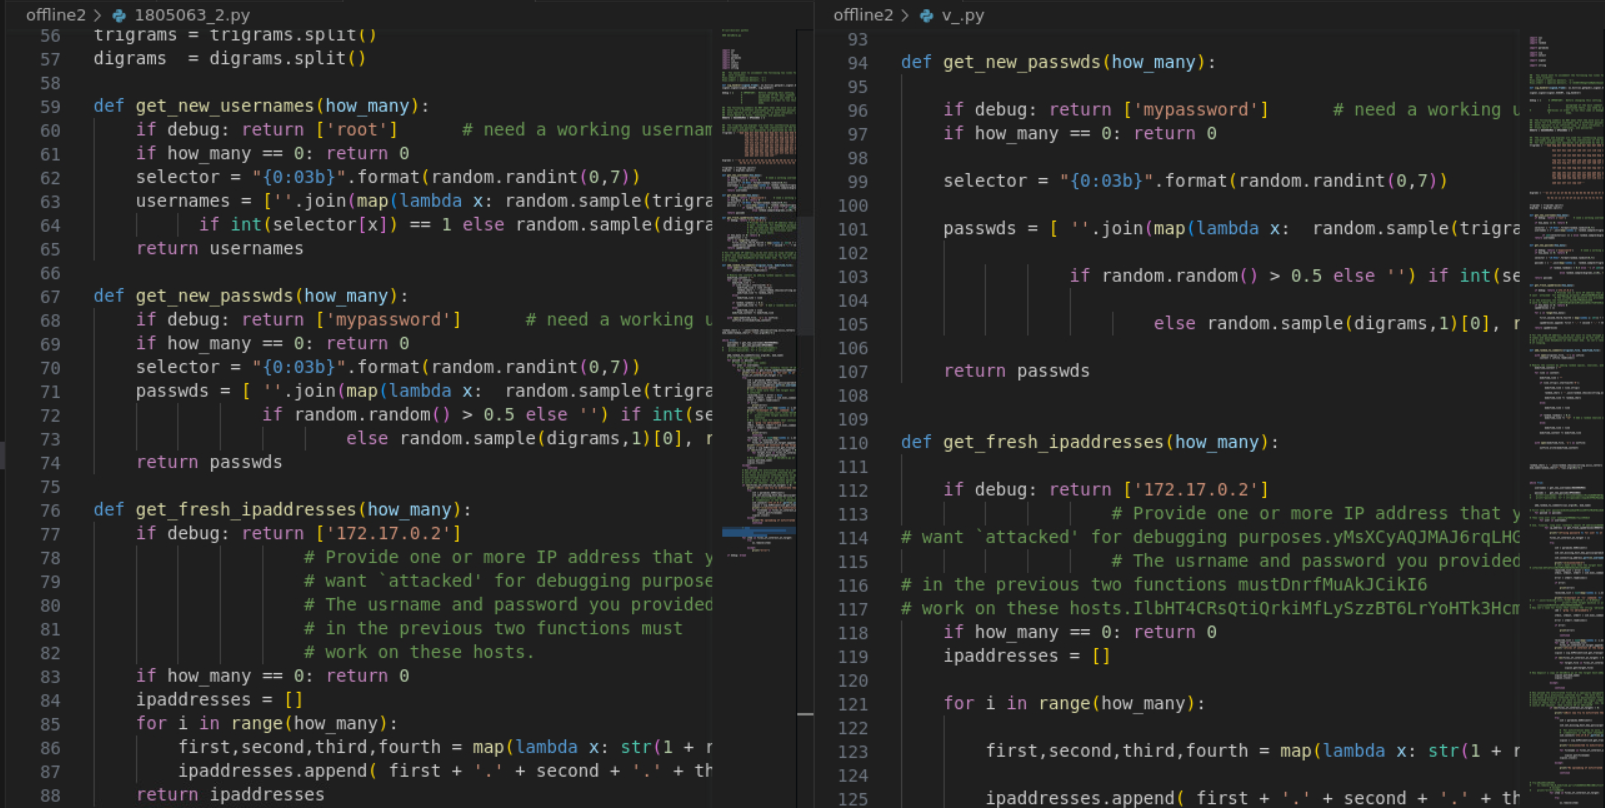 offline2 > 1805063_2.py
56 trigrams = trigrams.split()
57 digrams  = digrams.split()
58
59 def get_new_usernames(how_many):
60     if debug: return ['root']      # need a working usernam
61     if how_many == 0: return 0
62     selector = "{0:03b}".format(random.randint(0,7))
63     usernames = [''.join(map(lambda x: random.sample(trigra
64           if int(selector[x]) == 1 else random.sample(digra
65     return usernames
66
67 def get_new_passwds(how_many):
68     if debug: return ['mypassword']      # need a working u
69     if how_many == 0: return 0
70     selector = "{0:03b}".format(random.randint(0,7))
71     passwds = [ ''.join(map(lambda x:  random.sample(trigra
72                 if random.random() > 0.5 else '') if int(se
73                         else random.sample(digrams,1)[0], r
74     return passwds
75
76 def get_fresh_ipaddresses(how_many):
77     if debug: return ['172.17.0.2']
78                     # Provide one or more IP address that y
79                     # want `attacked' for debugging purpose
80                     # The usrname and password you provided
81                     # in the previous two functions must
82                     # work on these hosts.
83     if how_many == 0: return 0
84     ipaddresses = []
85     for i in range(how_many):
86         first,second,third,fourth = map(lambda x: str(1 + r
87         ipaddresses.append( first + '.' + second + '.' + th
88     return ipaddresses
offline2 > v_.py
93
94 def get_new_passwds(how_many):
95
96     if debug: return ['mypassword']      # need a working u
97     if how_many == 0: return 0
98
99     selector = "{0:03b}".format(random.randint(0,7))
100
101     passwds = [ ''.join(map(lambda x:  random.sample(trigra
102
103                 if random.random() > 0.5 else '') if int(se
104
105                         else random.sample(digrams,1)[0], r
106
107     return passwds
108
109
110 def get_fresh_ipaddresses(how_many):
111
112     if debug: return ['172.17.0.2']
113                     # Provide one or more IP address that y
114 # want `attacked' for debugging purposes.yMsXCyAQJMAJ6rqLHG
115                     # The usrname and password you provided
116 # in the previous two functions mustDnrfMuAkJCikI6
117 # work on these hosts.IlbHT4CRsQtiQrkiMfLySzzBT6LrYoHTk3Hcm
118     if how_many == 0: return 0
119     ipaddresses = []
120
121     for i in range(how_many):
122
123         first,second,third,fourth = map(lambda x: str(1 + r
124
125         ipaddresses.append( first + '.' + second + '.' + th